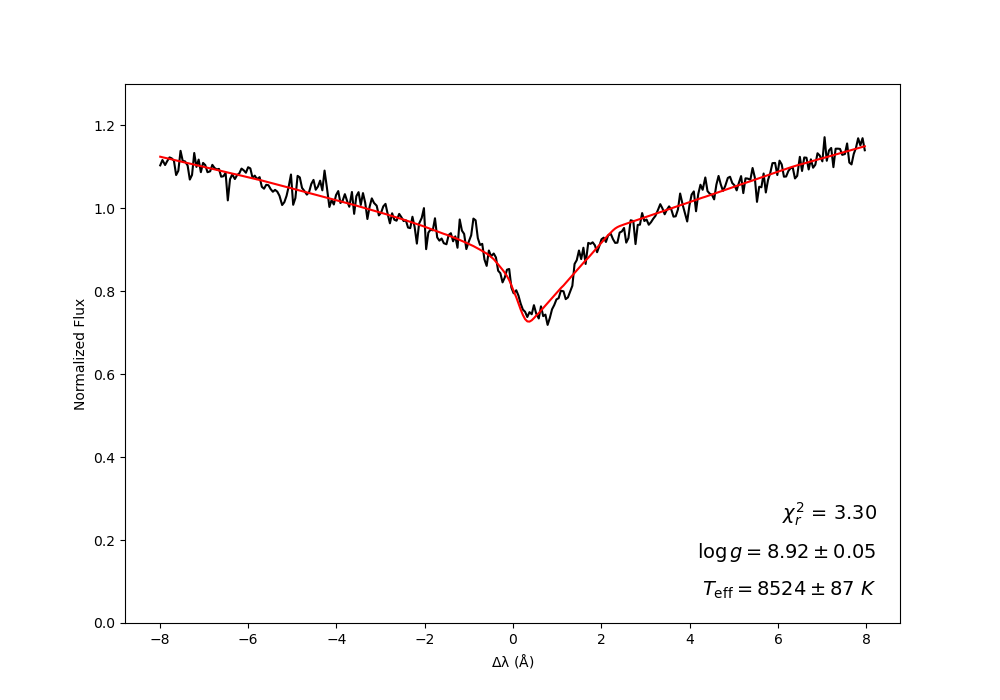 1.2
1.0
0.8
0.6
0.4
0.2
0.0
Normalized Flux
χ²ᵣ = 3.30
log g = 8.92 ± 0.05
T_eff = 8524 ± 87 K
−8 −6 −4 −2 0 2 4 6 8
Δλ (Å)